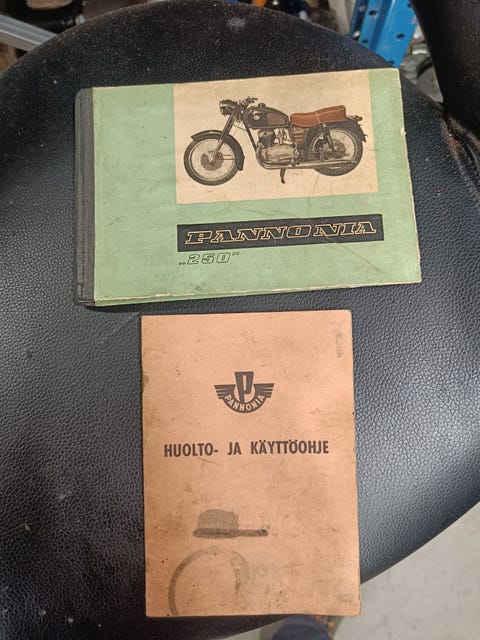 PANNONIA
„250”
P
PANNONIA
HUOLTO- JA KÄYTTÖOHJE